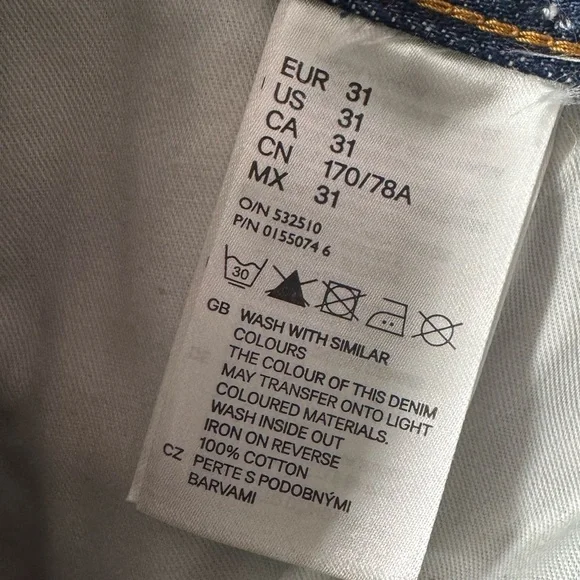 EUR 31
US 31
CA 31
CN 170/78A
MX 31
O/N 532510
P/N 0155074 6
30
GB WASH WITH SIMILAR
COLOURS
THE COLOUR OF THIS DENIM
MAY TRANSFER ONTO LIGHT
COLOURED MATERIALS.
WASH INSIDE OUT
IRON ON REVERSE
100% COTTON
CZ PERTE S PODOBNÝMI
BARVAMI